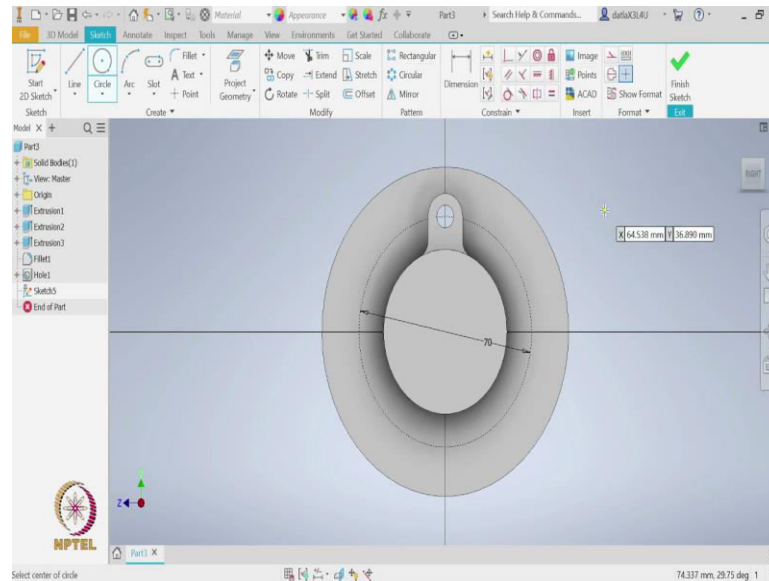 Material Appearance fx Part3 Search Help & Commands... datlaX3L4U
File 3D Model Sketch Annotate Inspect Tools Manage View Environments Get Started Collaborate
Start 2D Sketch Line Circle Arc Slot Fillet Text Point Project Geometry Move Copy Rotate Trim Extend Split Scale Stretch Offset Rectangular Circular Mirror Dimension Image Points ACAD Show Format Finish Sketch
Sketch Create Modify Pattern Constrain Insert Format Exit
Model
Part3
Solid Bodies(1)
View: Master
Origin
Extrusion1
Extrusion2
Extrusion3
Fillet1
Hole1
Sketch5
End of Part
RIGHT
X 64.538 mm Y 36.890 mm
70
Z
NPTEL
Part3 X
Select center of circle 74.337 mm, 29.75 deg 1